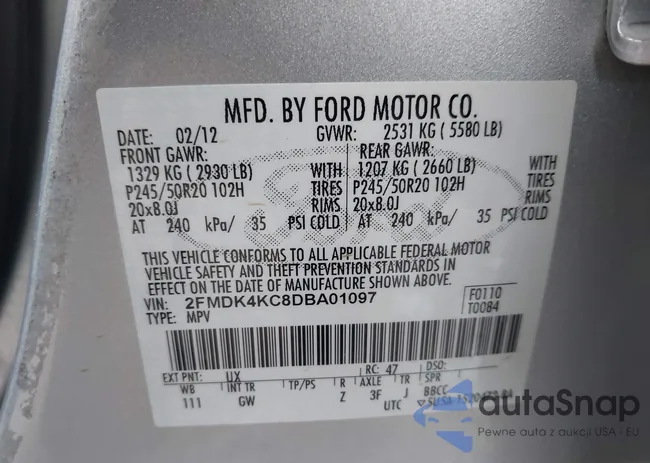 MFD. BY FORD MOTOR CO.
DATE: 02/12 GVWR: 2531 KG ( 5580 LB)
FRONT GAWR: REAR GAWR:
1329 KG ( 2930 LB) WITH 1207 KG ( 2660 LB) WITH
P245/50R20 102H TIRES P245/50R20 102H TIRES
20x8.0J RIMS 20x8.0J RIMS
AT 240 kPa/ 35 PSI COLD AT 240 kPa/ 35 PSI COLD
THIS VEHICLE CONFORMS TO ALL APPLICABLE FEDERAL MOTOR
VEHICLE SAFETY AND THEFT PREVENTION STANDARDS IN
EFFECT ON THE DATE OF MANUFACTURE SHOWN ABOVE.
VIN: 2FMDK4KC8DBA01097 F0110
TYPE: MPV T0084
EXT PNT: UX RC: 47 DSO:
WB INT TR TP/PS R AXLE TR SPR
111 GW Z 3F J BBCC
UTC
autaSnap
Pewne auta z aukcji USA - EU